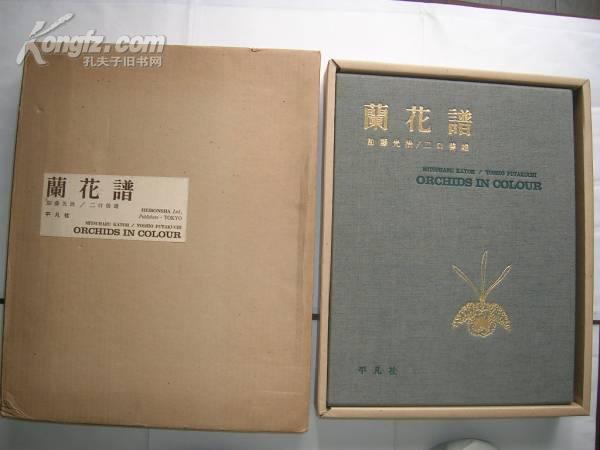 Kongfz.com
孔夫子旧书网
蘭花譜
加藤光治/二口善雄
平凡社
HEIBONSHA Ltd.,
Publishers · TOKYO
MITSUHARU KATOH / YOSHIO FUTAKUCHI
ORCHIDS IN COLOUR
蘭花譜
加藤光治/二口善雄
MITSUHARU KATOH / YOSHIO FUTAKUCHI
ORCHIDS IN COLOUR
平凡社